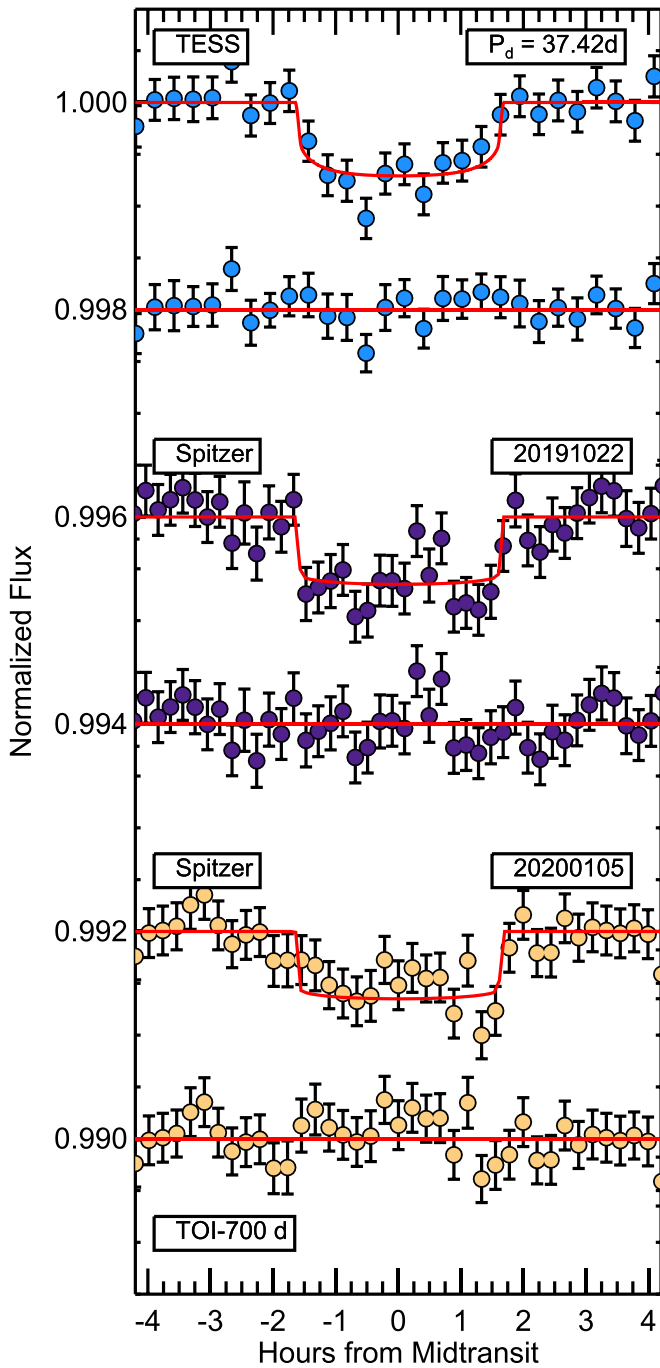 TESS
P_d = 37.42d
1.000
0.998
Spitzer
20191022
0.996
Normalized Flux
0.994
Spitzer
20200105
0.992
0.990
TOI-700 d
-4 -3 -2 -1 0 1 2 3 4
Hours from Midtransit